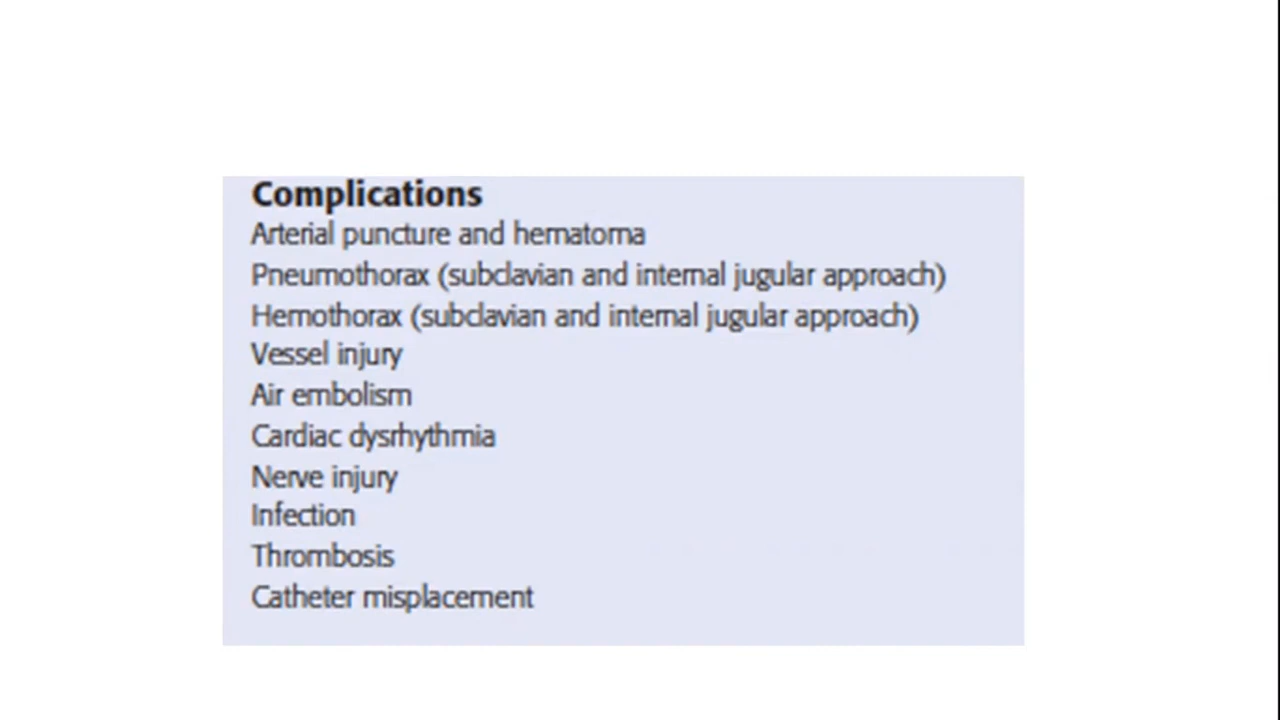 Complications
Arterial puncture and hematoma
Pneumothorax (subclavian and internal jugular approach)
Hemothorax (subclavian and internal jugular approach)
Vessel injury
Air embolism
Cardiac dysrhythmia
Nerve injury
Infection
Thrombosis
Catheter misplacement